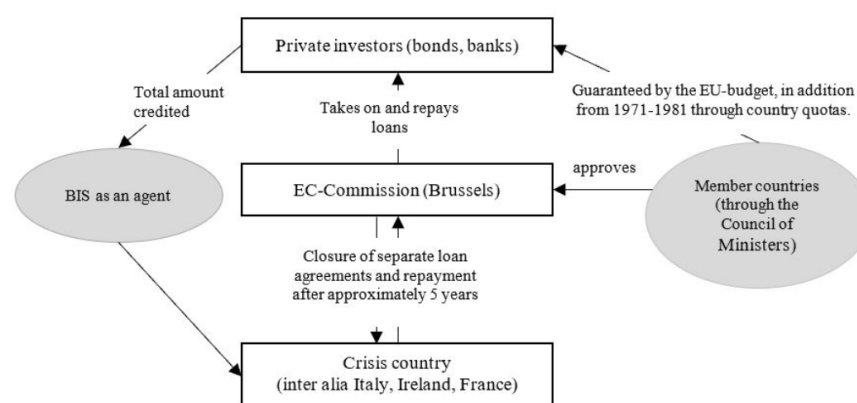 Private investors (bonds, banks)
Total amount
credited
Takes on and repays
loans
Guaranteed by the EU-budget, in addition
from 1971-1981 through country quotas.
BIS as an agent
EC-Commission (Brussels)
approves
Member countries
(through the
Council of
Ministers)
Closure of separate loan
agreements and repayment
after approximately 5 years
Crisis country
(inter alia Italy, Ireland, France)